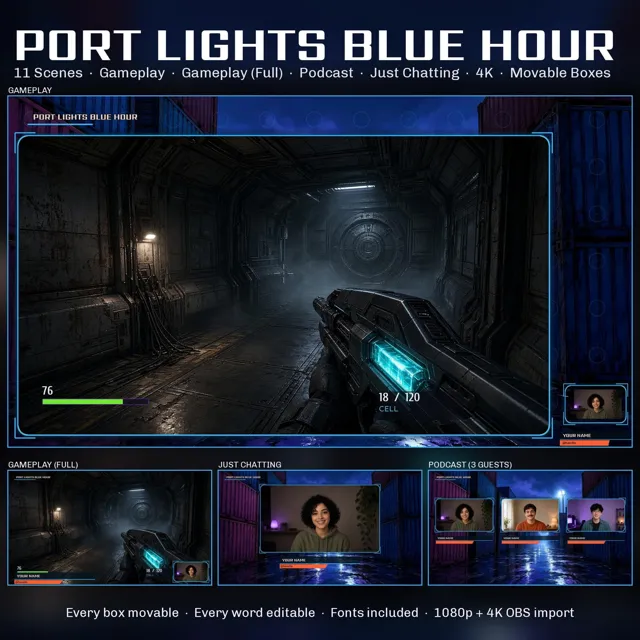 PORT LIGHTS BLUE HOUR
11 Scenes · Gameplay · Gameplay (Full) · Podcast · Just Chatting · 4K · Movable Boxes
GAMEPLAY
PORT LIGHTS BLUE HOUR
76
18 / 120
CELL
YOUR NAME
GAMEPLAY (FULL)
JUST CHATTING
PODCAST (3 GUESTS)
YOUR NAME
YOUR NAME
Every box movable · Every word editable · Fonts included · 1080p + 4K OBS import